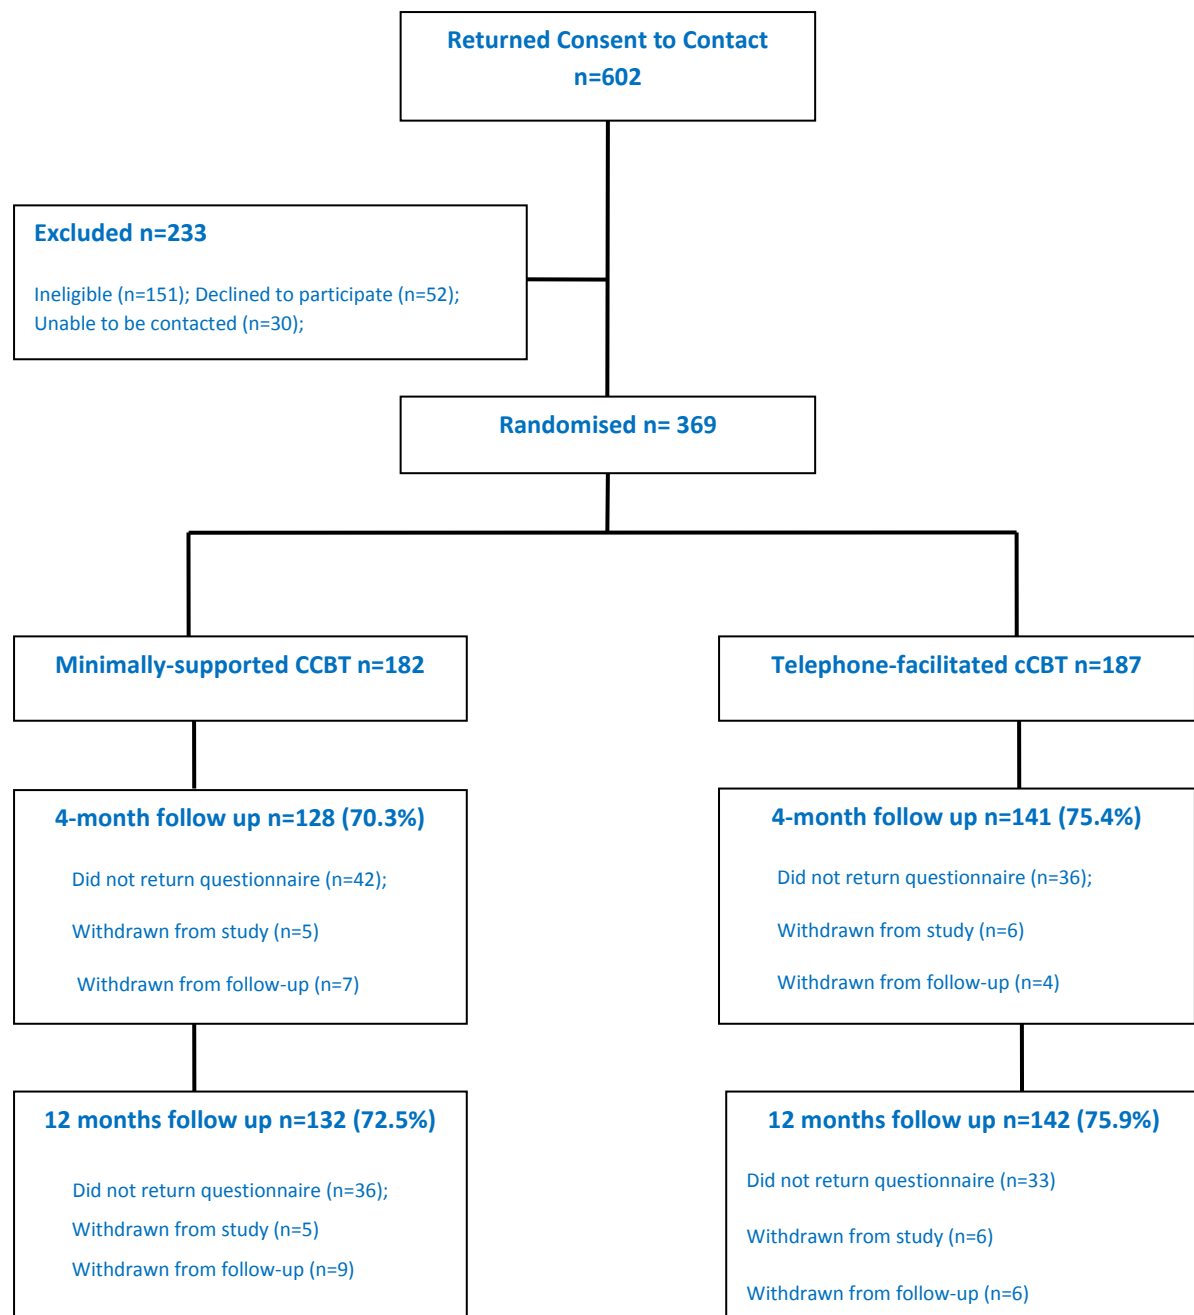 Returned Consent to Contact
n=602
Excluded n=233
Ineligible (n=151); Declined to participate (n=52);
Unable to be contacted (n=30);
Randomised n= 369
Minimally-supported CCBT n=182
Telephone-facilitated cCBT n=187
4-month follow up n=128 (70.3%)
Did not return questionnaire (n=42);
Withdrawn from study (n=5)
Withdrawn from follow-up (n=7)
4-month follow up n=141 (75.4%)
Did not return questionnaire (n=36);
Withdrawn from study (n=6)
Withdrawn from follow-up (n=4)
12 months follow up n=132 (72.5%)
Did not return questionnaire (n=36);
Withdrawn from study (n=5)
Withdrawn from follow-up (n=9)
12 months follow up n=142 (75.9%)
Did not return questionnaire (n=33)
Withdrawn from study (n=6)
Withdrawn from follow-up (n=6)